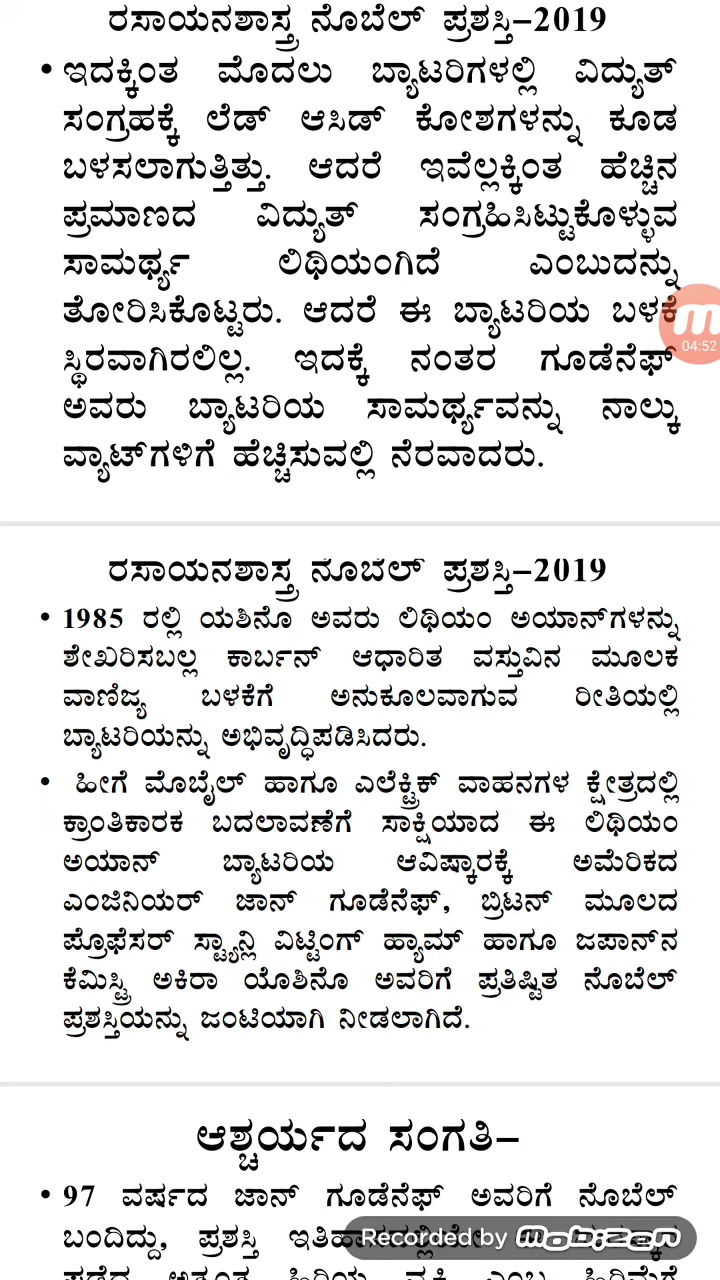 ರಸಾಯನಶಾಸ್ತ್ರ ನೊಬೆಲ್ ಪ್ರಶಸ್ತಿ-2019
• ಇದಕ್ಕಿಂತ ಮೊದಲು ಬ್ಯಾಟರಿಗಳಲ್ಲಿ ವಿದ್ಯುತ್
ಸಂಗ್ರಹಕ್ಕೆ ಲೆಡ್ ಆಸಿಡ್ ಕೋಶಗಳನ್ನು ಕೂಡ
ಬಳಸಲಾಗುತ್ತಿತ್ತು. ಆದರೆ ಇವೆಲ್ಲಕ್ಕಿಂತ ಹೆಚ್ಚಿನ
ಪ್ರಮಾಣದ ವಿದ್ಯುತ್ ಸಂಗ್ರಹಿಸಿಟ್ಟುಕೊಳ್ಳುವ
ಸಾಮರ್ಥ್ಯ ಲಿಥಿಯಂಗಿದೆ ಎಂಬುದನ್ನು
ತೋರಿಸಿಕೊಟ್ಟರು. ಆದರೆ ಈ ಬ್ಯಾಟರಿಯ ಬಳಕೆ
04:52
ಸ್ಥಿರವಾಗಿರಲಿಲ್ಲ. ಇದಕ್ಕೆ ನಂತರ ಗೂಡೆನೆಫ್
ಅವರು ಬ್ಯಾಟರಿಯ ಸಾಮರ್ಥ್ಯವನ್ನು ನಾಲ್ಕು
ವ್ಯಾಟ್‌ಗಳಿಗೆ ಹೆಚ್ಚಿಸುವಲ್ಲಿ ನೆರವಾದರು.
ರಸಾಯನಶಾಸ್ತ್ರ ನೊಬೆಲ್ ಪ್ರಶಸ್ತಿ-2019
• 1985 ರಲ್ಲಿ ಯಶಿನೊ ಅವರು ಲಿಥಿಯಂ ಅಯಾನ್‌ಗಳನ್ನು
ಶೇಖರಿಸಬಲ್ಲ ಕಾರ್ಬನ್ ಆಧಾರಿತ ವಸ್ತುವಿನ ಮೂಲಕ
ವಾಣಿಜ್ಯ ಬಳಕೆಗೆ ಅನುಕೂಲವಾಗುವ ರೀತಿಯಲ್ಲಿ
ಬ್ಯಾಟರಿಯನ್ನು ಅಭಿವೃದ್ಧಿಪಡಿಸಿದರು.
• ಹೀಗೆ ಮೊಬೈಲ್ ಹಾಗೂ ಎಲೆಕ್ಟ್ರಿಕ್ ವಾಹನಗಳ ಕ್ಷೇತ್ರದಲ್ಲಿ
ಕ್ರಾಂತಿಕಾರಕ ಬದಲಾವಣೆಗೆ ಸಾಕ್ಷಿಯಾದ ಈ ಲಿಥಿಯಂ
ಅಯಾನ್ ಬ್ಯಾಟರಿಯ ಆವಿಷ್ಕಾರಕ್ಕೆ ಅಮೆರಿಕದ
ಎಂಜಿನಿಯರ್ ಜಾನ್ ಗೂಡೆನೆಫ್, ಬ್ರಿಟನ್ ಮೂಲದ
ಪ್ರೊಫೆಸರ್ ಸ್ಟ್ಯಾನ್ಲಿ ವಿಟ್ಟಿಂಗ್ ಹ್ಯಾಮ್ ಹಾಗೂ ಜಪಾನ್‌ನ
ಕೆಮಿಸ್ಟ್ರಿ ಅಕಿರಾ ಯೊಶಿನೊ ಅವರಿಗೆ ಪ್ರತಿಷ್ಟಿತ ನೊಬೆಲ್
ಪ್ರಶಸ್ತಿಯನ್ನು ಜಂಟಿಯಾಗಿ ನೀಡಲಾಗಿದೆ.
ಆಶ್ಚರ್ಯದ ಸಂಗತಿ-
• 97 ವರ್ಷದ ಜಾನ್ ಗೂಡೆನೆಫ್ ಅವರಿಗೆ ನೊಬೆಲ್
ಬಂದಿದ್ದು, ಪ್ರಶಸ್ತಿ
Recorded by mobizen